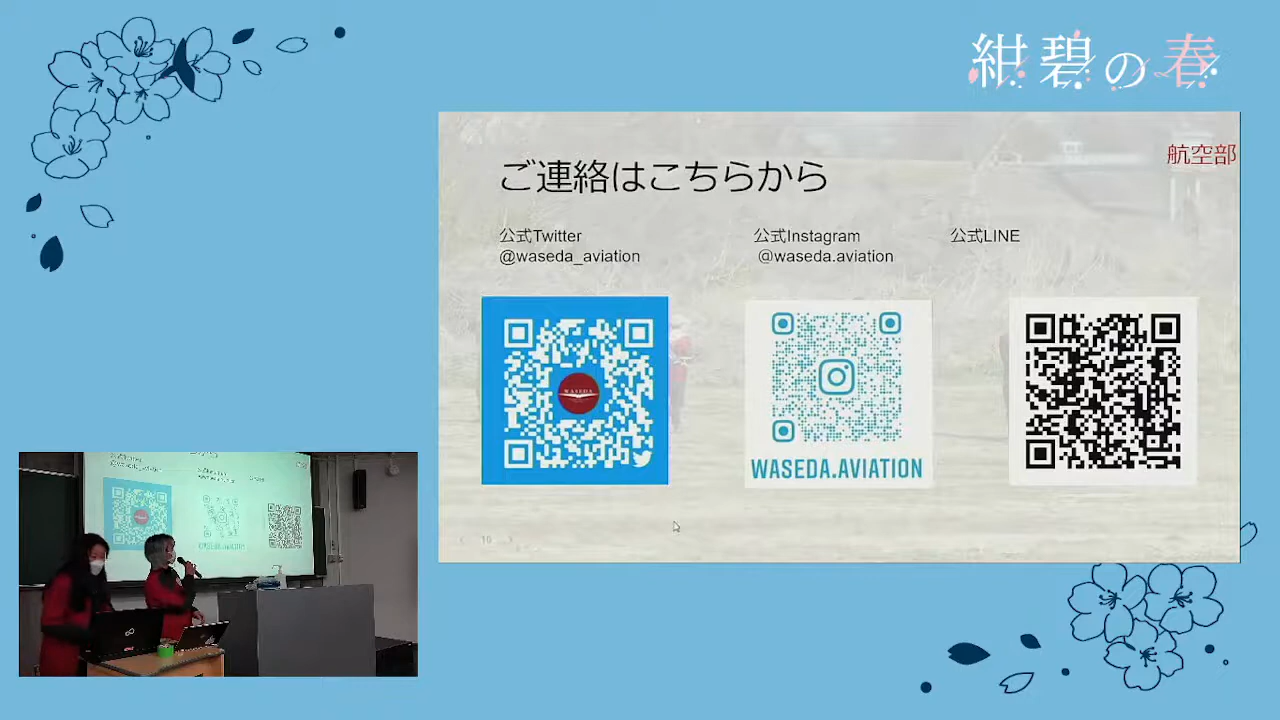 紺碧の春
航空部
ご連絡はこちらから
公式Twitter
@waseda_aviation
公式Instagram
@waseda.aviation
公式LINE
WASEDA
WASEDA.AVIATION
10